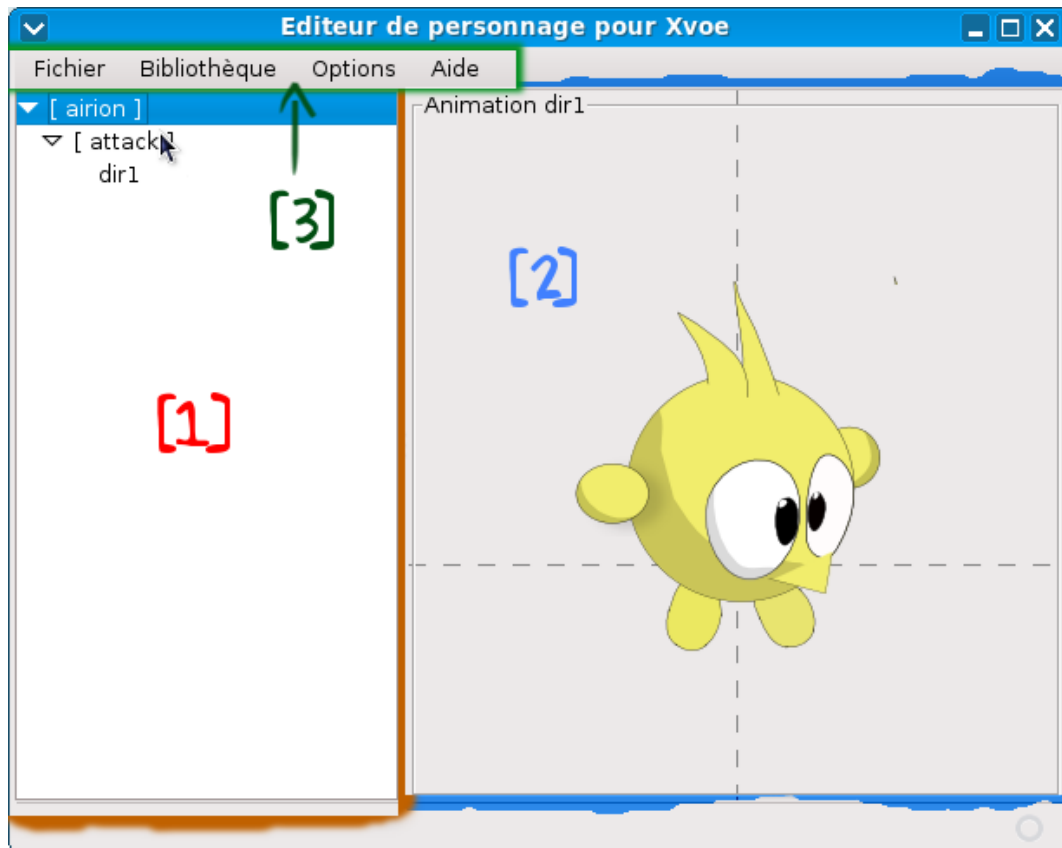 Editeur de personnage pour Xvoe
Fichier Bibliothèque Options Aide
[ airion ]
[ attack ]
dir1
Animation dir1
[3]
[2]
[1]